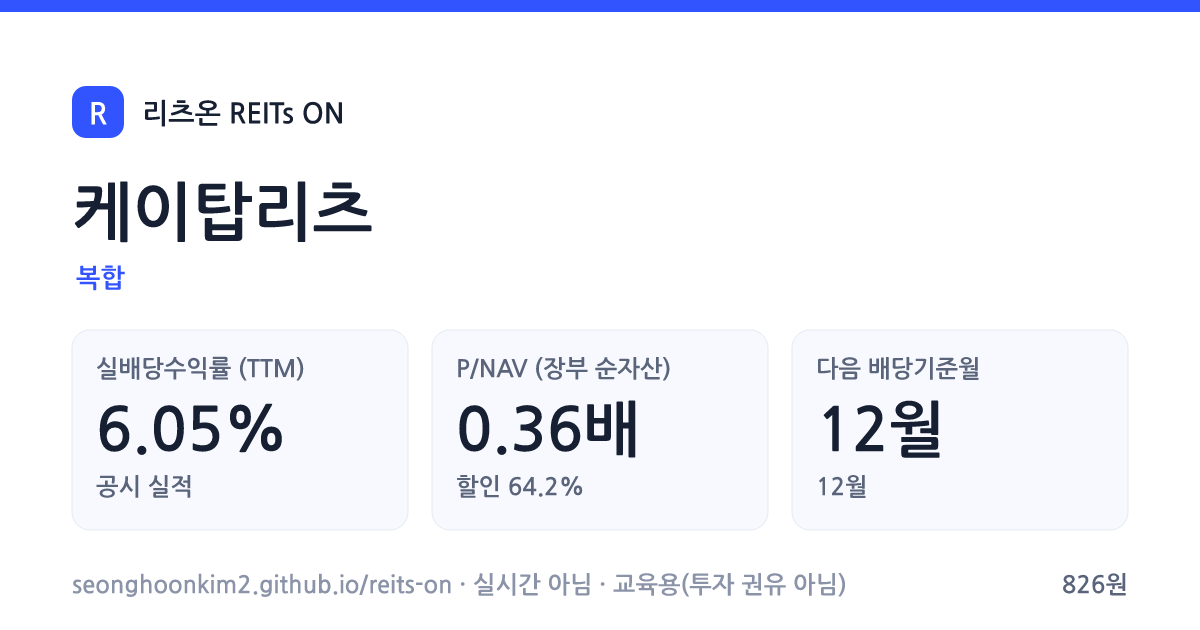 R 리츠온 REITs ON
케이탑리츠
복합
실배당수익률 (TTM)
6.05%
공시 실적
P/NAV (장부 순자산)
0.36배
할인 64.2%
다음 배당기준월
12월
12월
seonghoonkim2.github.io/reits-on · 실시간 아님 · 교육용(투자 권유 아님)
826원